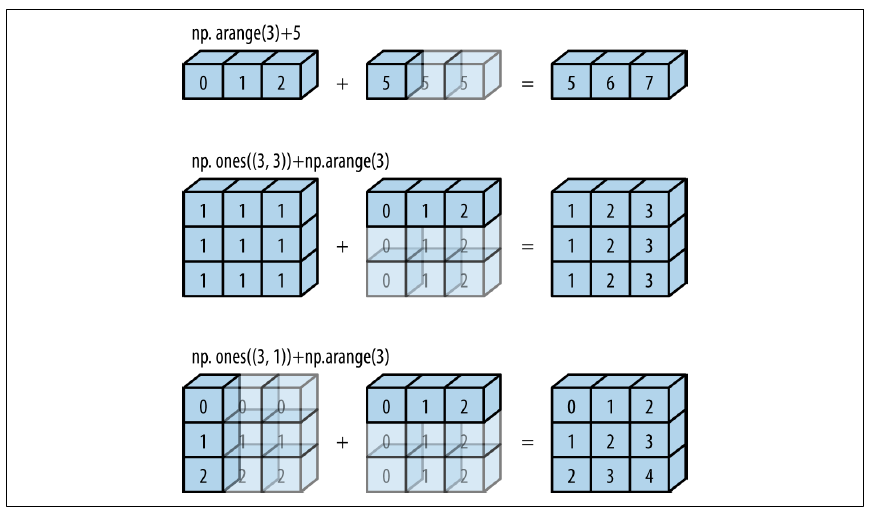 np. arange(3)+5
0 1 2 + 5 5 5 = 5 6 7
np. ones((3, 3))+np.arange(3)
1 1 1 0 1 2 1 2 3
1 1 1 + 0 1 2 = 1 2 3
1 1 1 0 1 2 1 2 3
np. ones((3, 1))+np.arange(3)
0 0 0 0 1 2 0 1 2
1 1 1 + 0 1 2 = 1 2 3
2 2 2 0 1 2 2 3 4